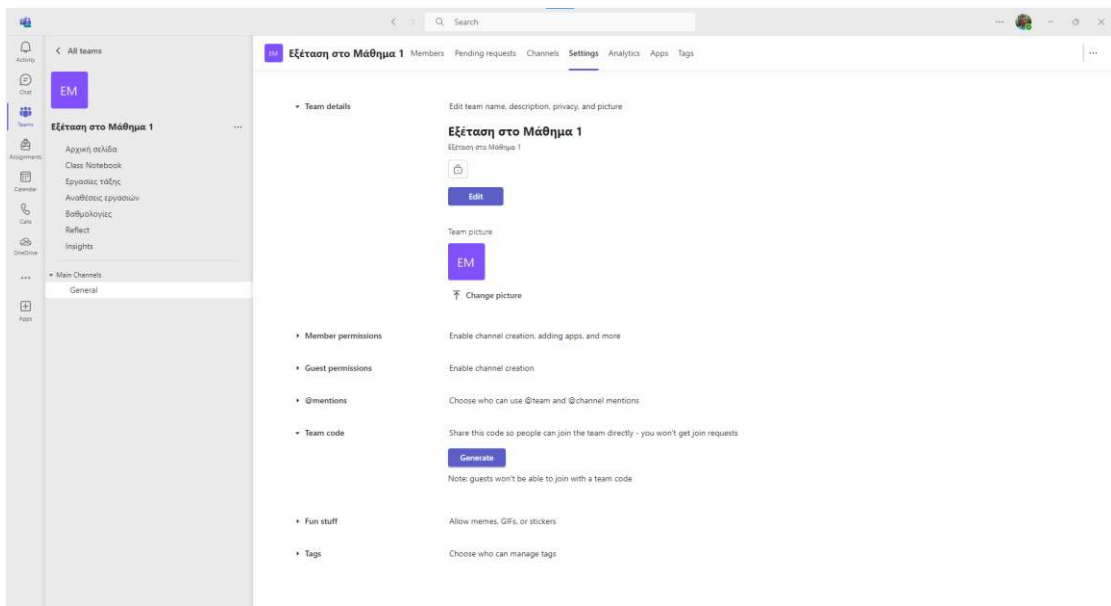 Search
Activity
Chat
Teams
Assignments
Calendar
Calls
OneDrive
Apps
All teams
EM
Εξέταση στο Μάθημα 1
Αρχική σελίδα
Class Notebook
Εργασίες τάξης
Αναθέσεις εργασιών
Βαθμολογίες
Reflect
Insights
Main Channels
General
EM Εξέταση στο Μάθημα 1 Members Pending requests Channels Settings Analytics Apps Tags
Team details Edit team name, description, privacy, and picture
Εξέταση στο Μάθημα 1
Εξέταση στο Μάθημα 1
Edit
Team picture
EM
Change picture
Member permissions Enable channel creation, adding apps, and more
Guest permissions Enable channel creation
@mentions Choose who can use @team and @channel mentions
Team code Share this code so people can join the team directly - you won't get join requests
Generate
Note: guests won't be able to join with a team code
Fun stuff Allow memes, GIFs, or stickers
Tags Choose who can manage tags